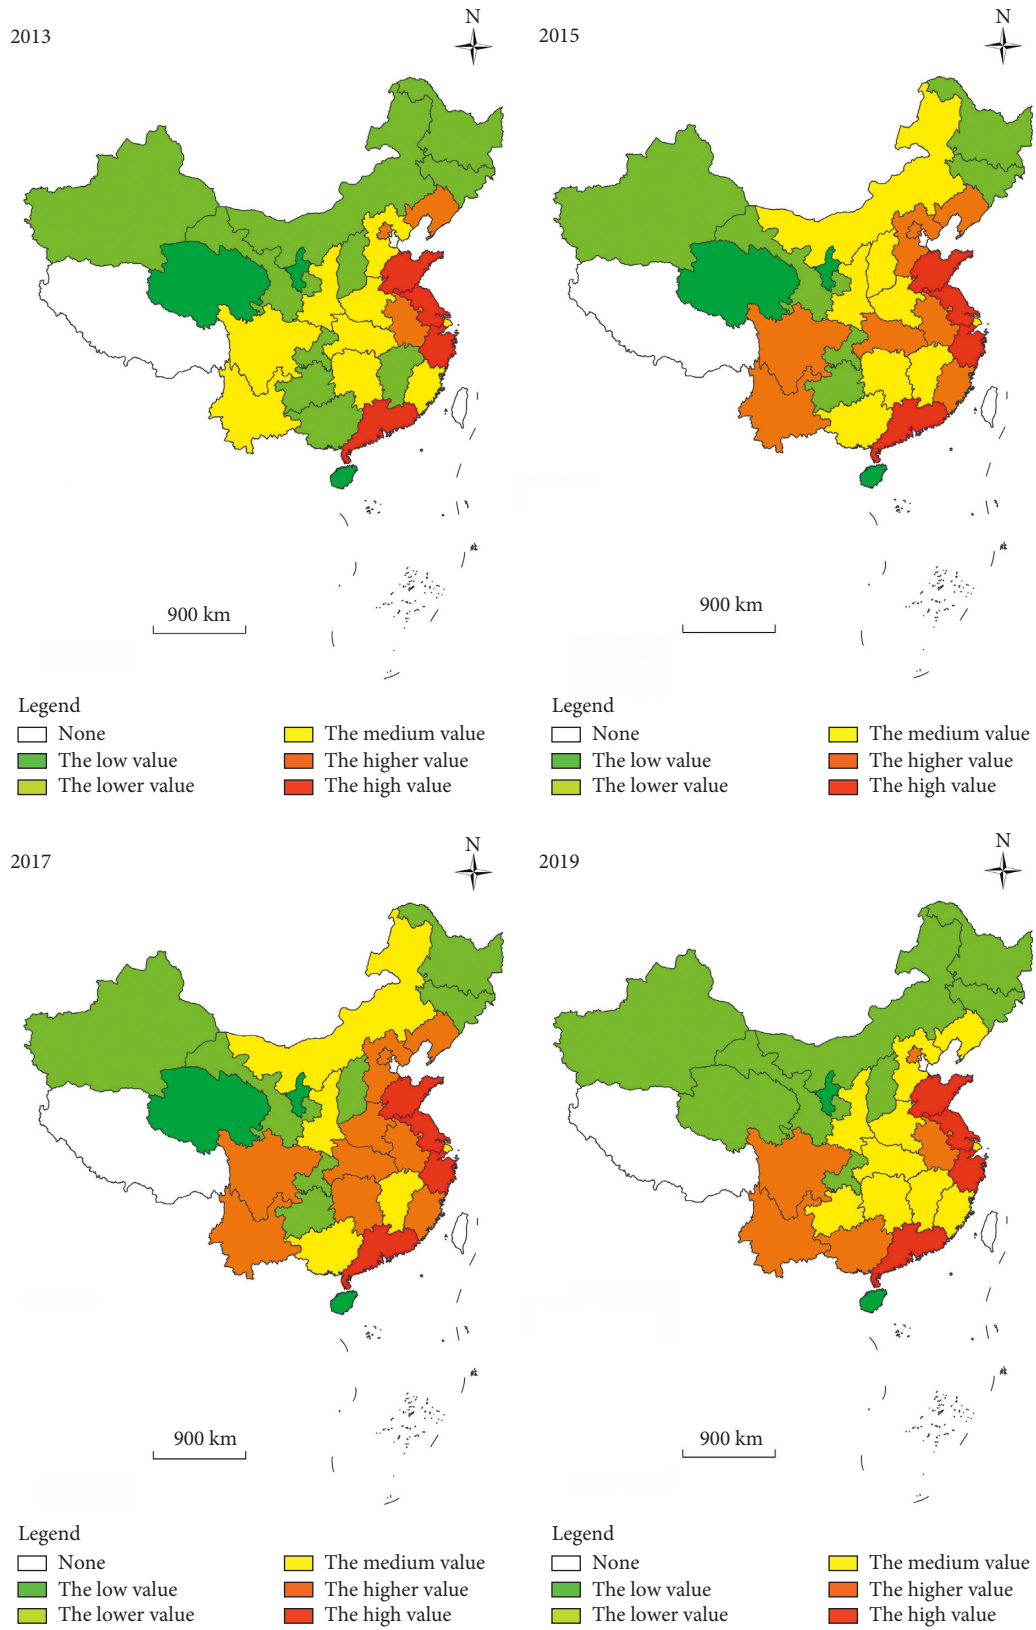 2013
N
2015
N
900 km
900 km
Legend
None
The low value
The lower value
The medium value
The higher value
The high value
Legend
None
The low value
The lower value
The medium value
The higher value
The high value
2017
N
2019
N
900 km
900 km
Legend
None
The low value
The lower value
The medium value
The higher value
The high value
Legend
None
The low value
The lower value
The medium value
The higher value
The high value